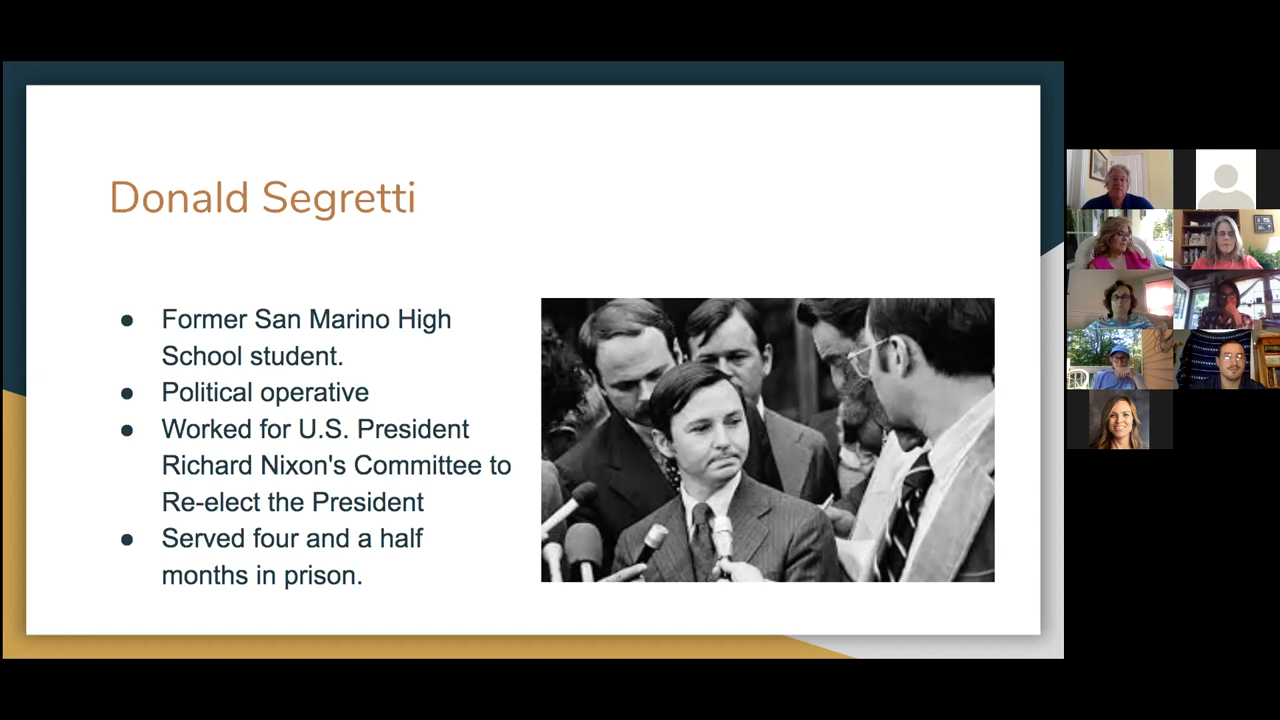 Donald Segretti
● Former San Marino High
School student.
● Political operative
● Worked for U.S. President
Richard Nixon's Committee to
Re-elect the President
● Served four and a half
months in prison.